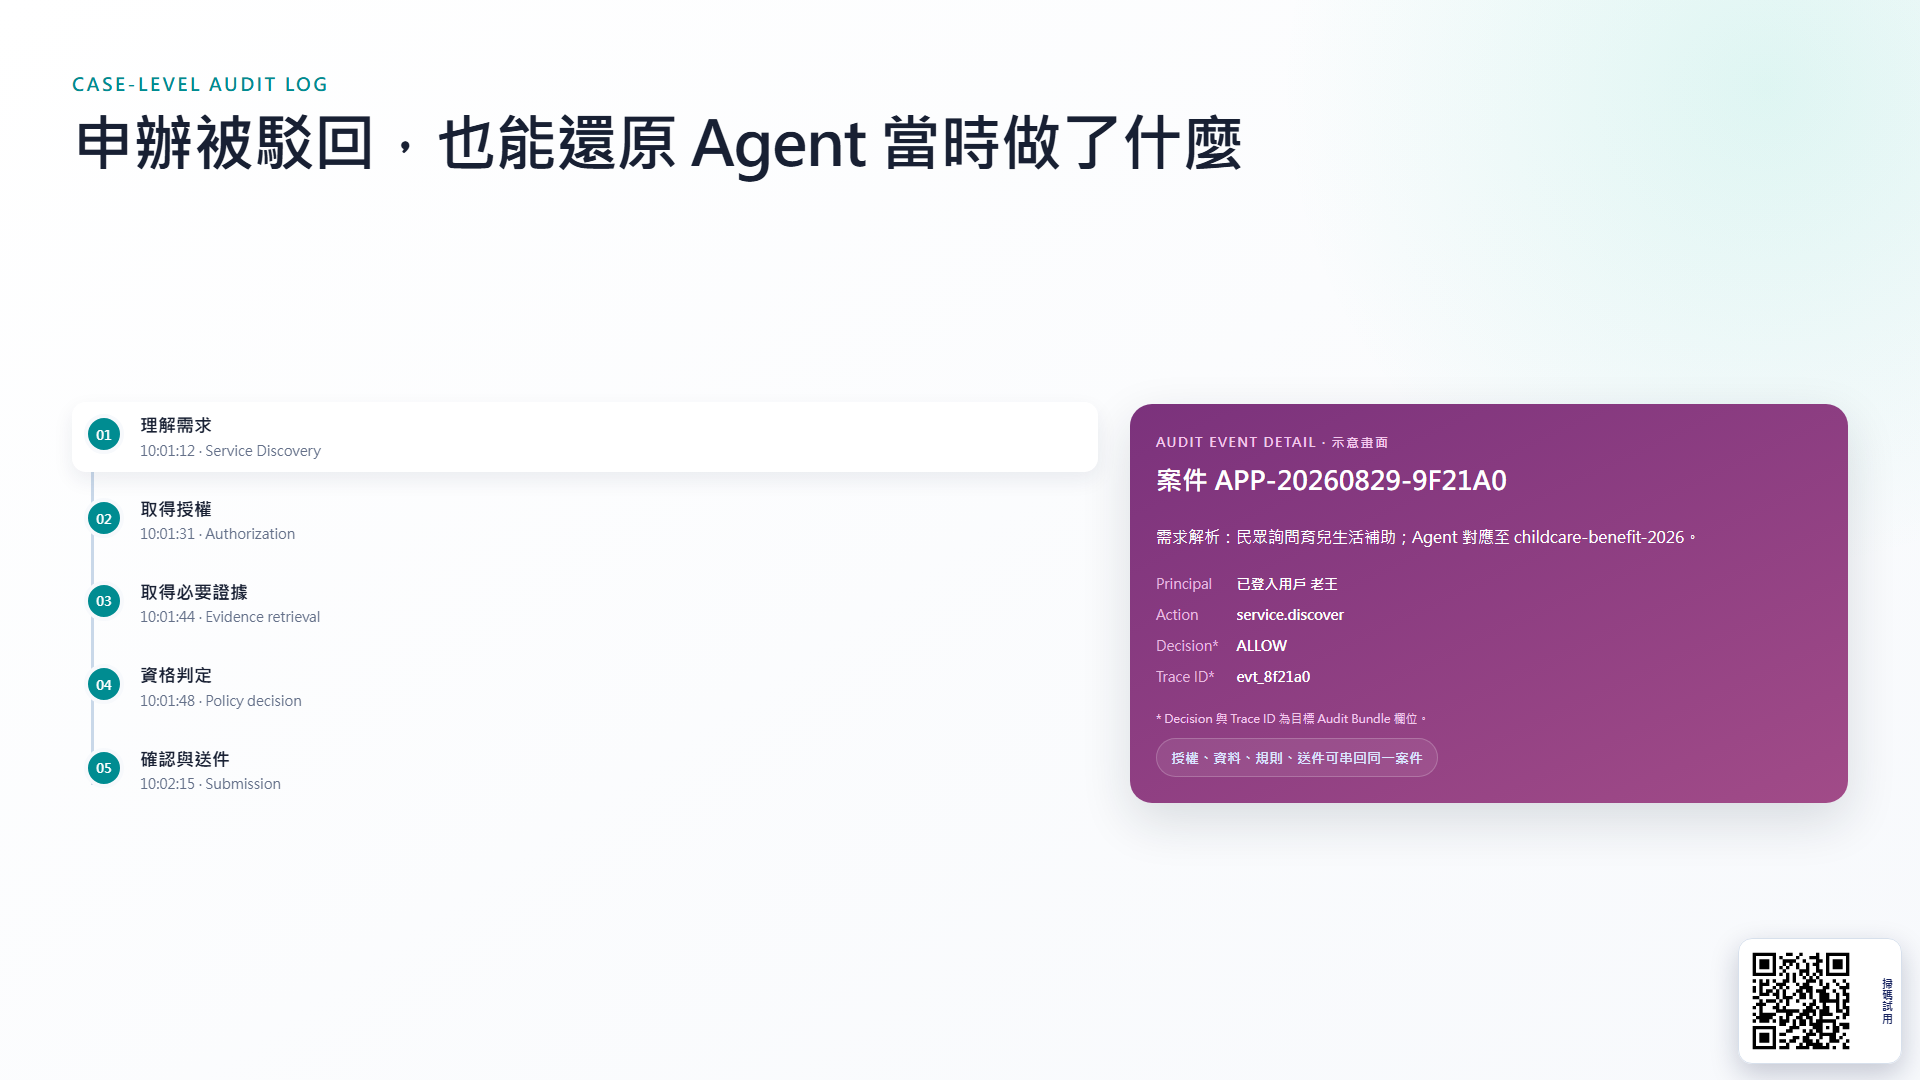 CASE-LEVEL AUDIT LOG
申辦被駁回，也能還原 Agent 當時做了什麼
01
理解需求
10:01:12 · Service Discovery
02
取得授權
10:01:31 · Authorization
03
取得必要證據
10:01:44 · Evidence retrieval
04
資格判定
10:01:48 · Policy decision
05
確認與送件
10:02:15 · Submission
AUDIT EVENT DETAIL · 示意畫面
案件 APP-20260829-9F21A0
需求解析：民眾詢問育兒生活補助；Agent 對應至 childcare-benefit-2026。
Principal 已登入用戶 老王
Action service.discover
Decision* ALLOW
Trace ID* evt_8f21a0
* Decision 與 Trace ID 為目標 Audit Bundle 欄位。
授權、資料、規則、送件可串回同一案件
掃碼試用